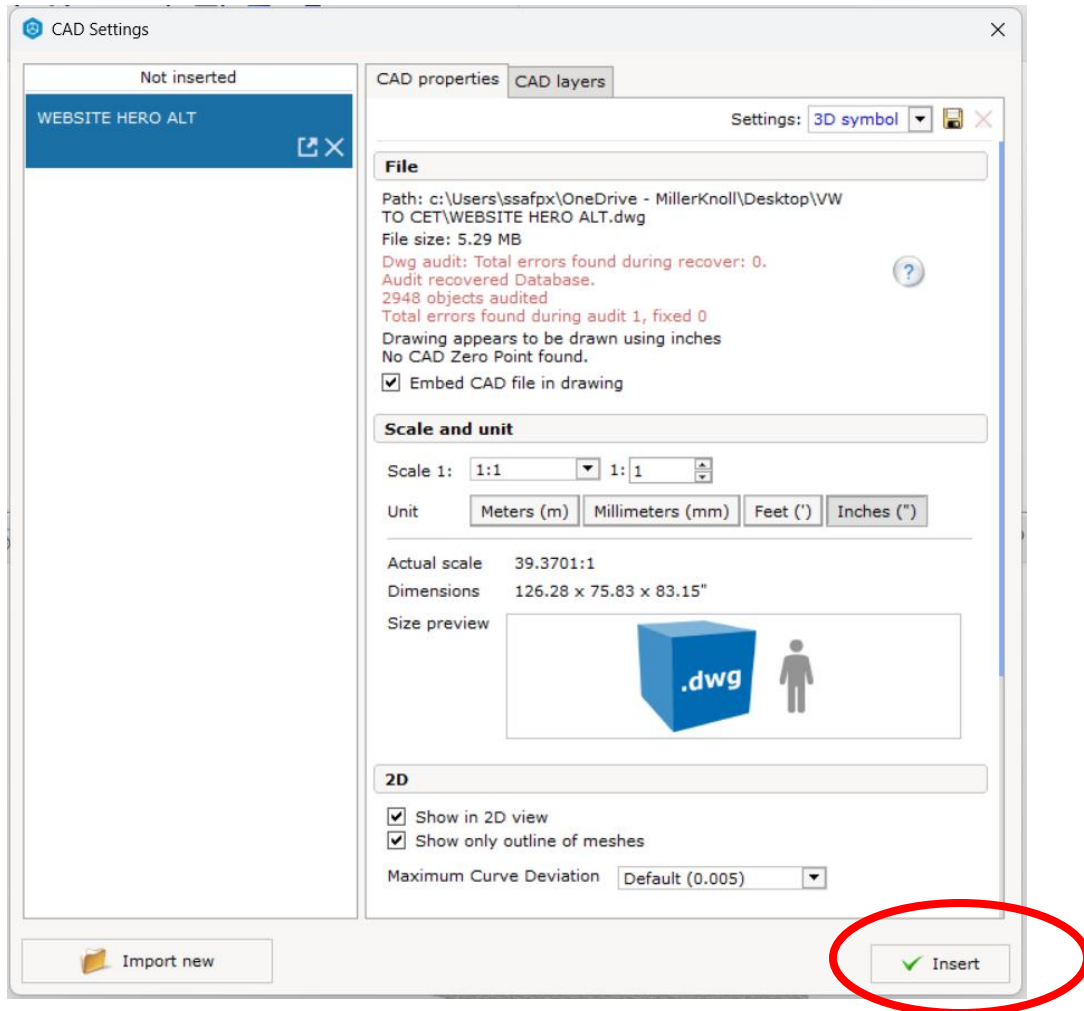 CAD Settings
Not inserted
WEBSITE HERO ALT
CAD properties
CAD layers
Settings: 3D symbol
File
Path: c:\Users\ssafpx\OneDrive - MillerKnoll\Desktop\VW
TO CET\WEBSITE HERO ALT.dwg
File size: 5.29 MB
Dwg audit: Total errors found during recover: 0.
Audit recovered Database.
2948 objects audited
Total errors found during audit 1, fixed 0
?
Drawing appears to be drawn using inches
No CAD Zero Point found.
Embed CAD file in drawing
Scale and unit
Scale 1: 1:1 1: 1
Unit Meters (m) Millimeters (mm) Feet (') Inches (")
Actual scale 39.3701:1
Dimensions 126.28 x 75.83 x 83.15"
Size preview
.dwg
2D
Show in 2D view
Show only outline of meshes
Maximum Curve Deviation Default (0.005)
Import new
Insert